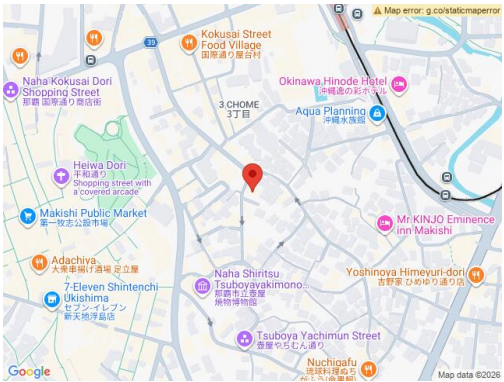 Map error: g.co/staticmaperror
Kokusai Street
Food Village
国際通り屋台村
39
Naha Kokusai Dori
Shopping Street
那覇 国際通り商店街
Okinawa Hinode Hotel
沖縄逸の彩ホテル
3 CHOME
3丁目
Aqua Planning
沖縄水族館
Heiwa Dori
平和通り
Shopping street with
a covered arcade
Makishi Public Market
第一牧志公設市場
Mr.KINJO Eminence
inn Makishi
Adachiya
大衆串揚げ酒場 足立屋
Naha Shiritsu
Tsuboyayakimono...
那覇市立壺屋
焼物博物館
Yoshinoya Himeyuri-dori
吉野家 ひめゆり通り店
7-Eleven Shintenchi
Ukishima
セブン-イレブン
新天地浮島店
Tsuboya Yachimun Street
壺屋やちむん通り
Nuchigafu
琉球料理ぬち
がふう(命果報)
Google
Map data ©2026